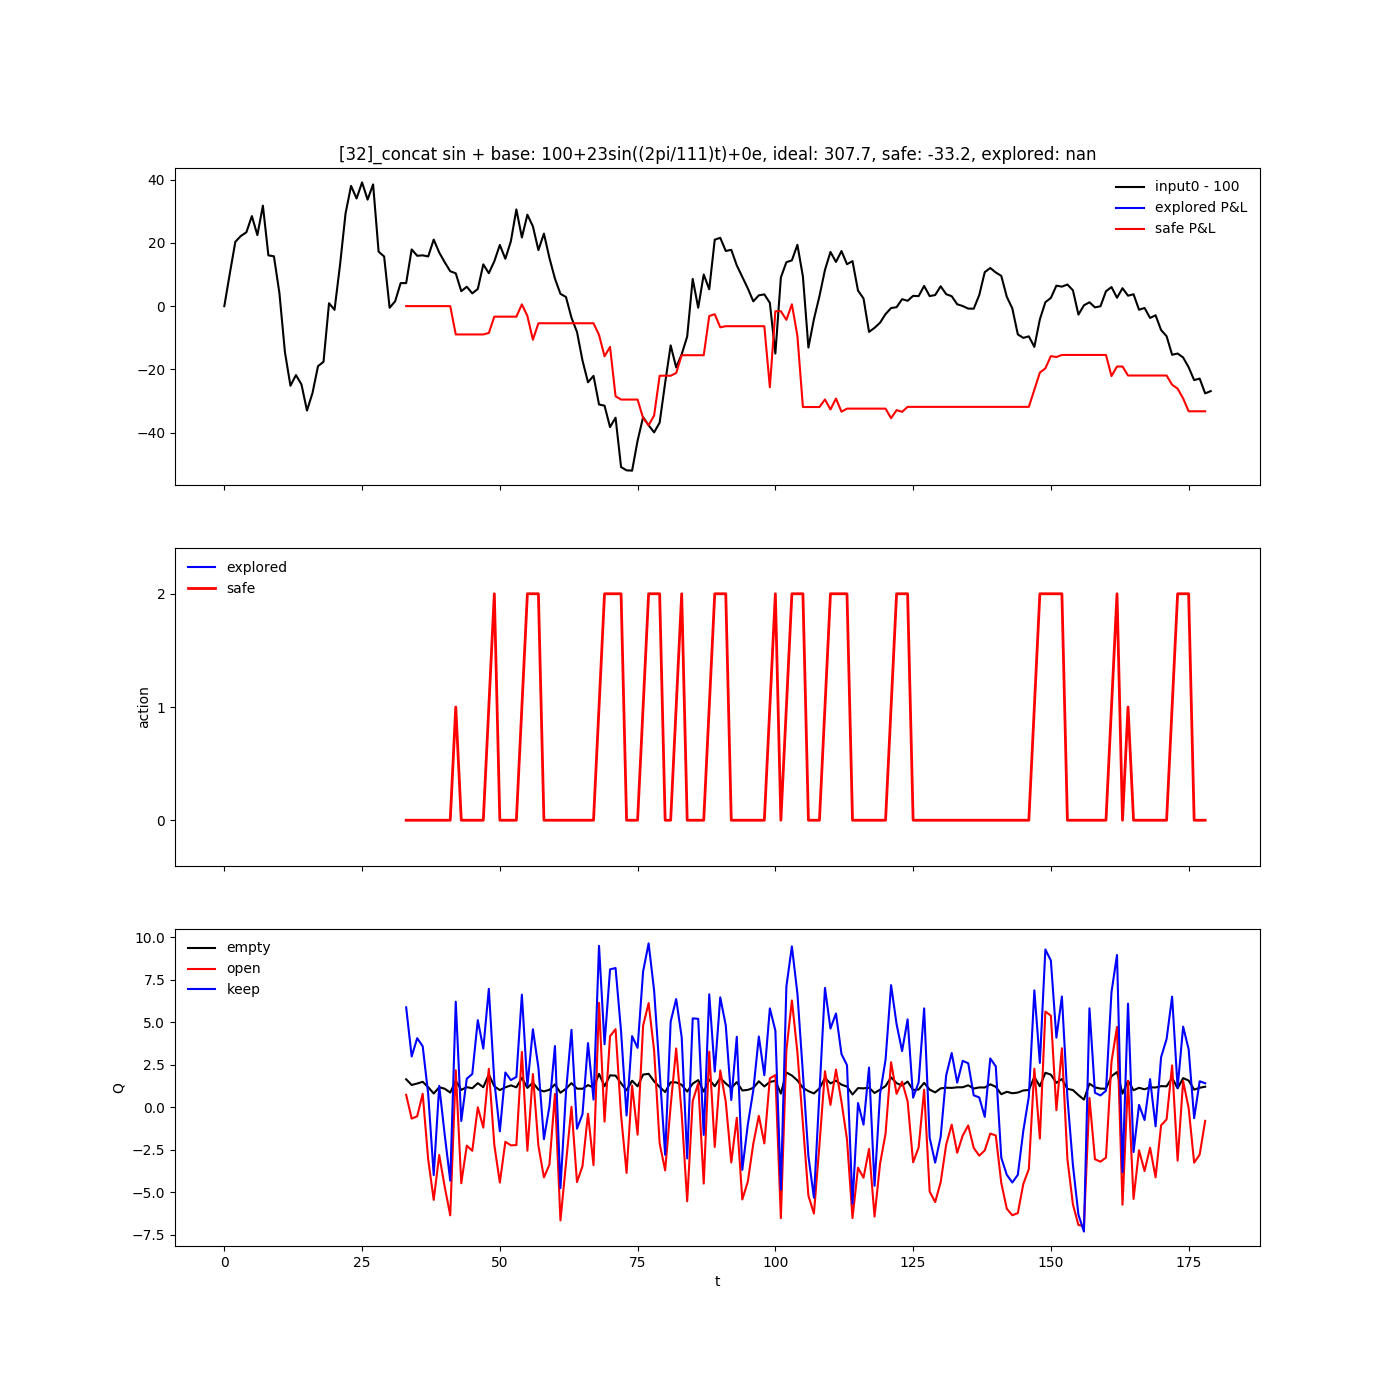 [32]_concat sin + base: 100+23sin((2pi/111)t)+0e, ideal: 307.7, safe: -33.2, explored: nan
40
20
0
−20
−40
input0 - 100
explored P&L
safe P&L
explored
safe
2
1
0
action
empty
open
keep
10.0
7.5
5.0
2.5
0.0
−2.5
−5.0
−7.5
Q
0 25 50 75 100 125 150 175
t